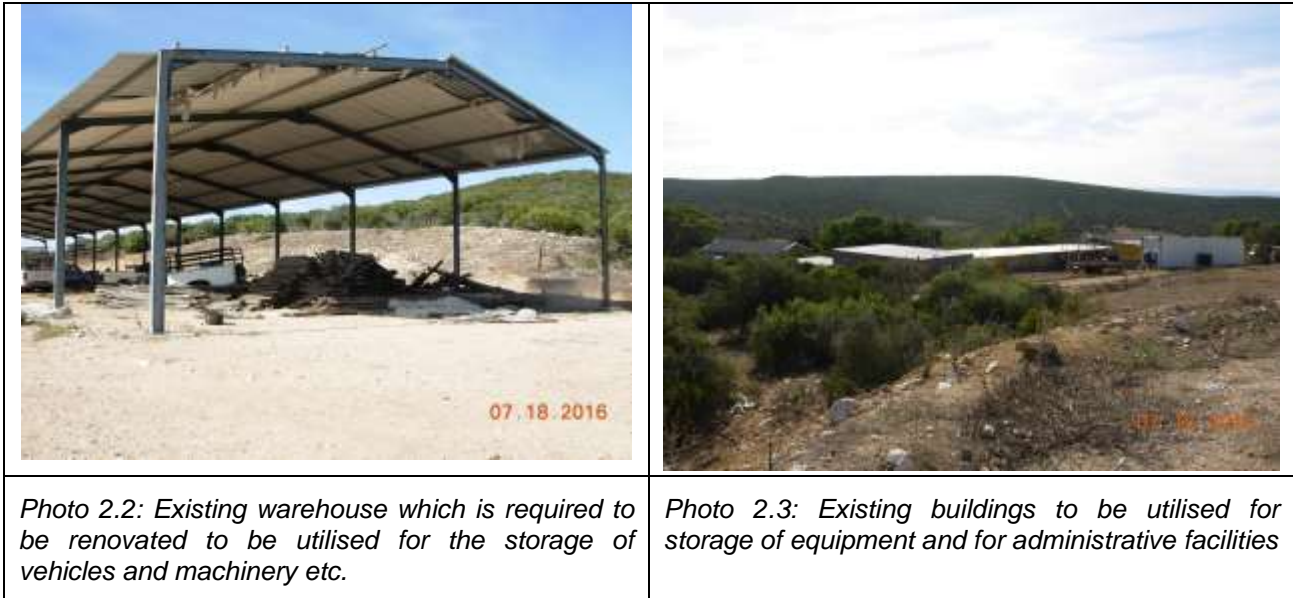 07 18 2016
Photo 2.2: Existing warehouse which is required to
be renovated to be utilised for the storage of
vehicles and machinery etc.
Photo 2.3: Existing buildings to be utilised for
storage of equipment and for administrative facilities